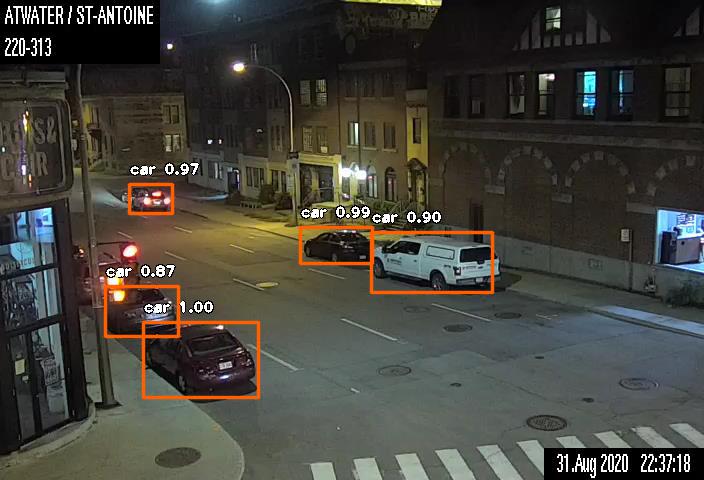 ATWATER / ST-ANTOINE
220-313
car 0.97
car 0.99
car 0.90
car 0.87
car 1.00
31.Aug 2020 22:37:18